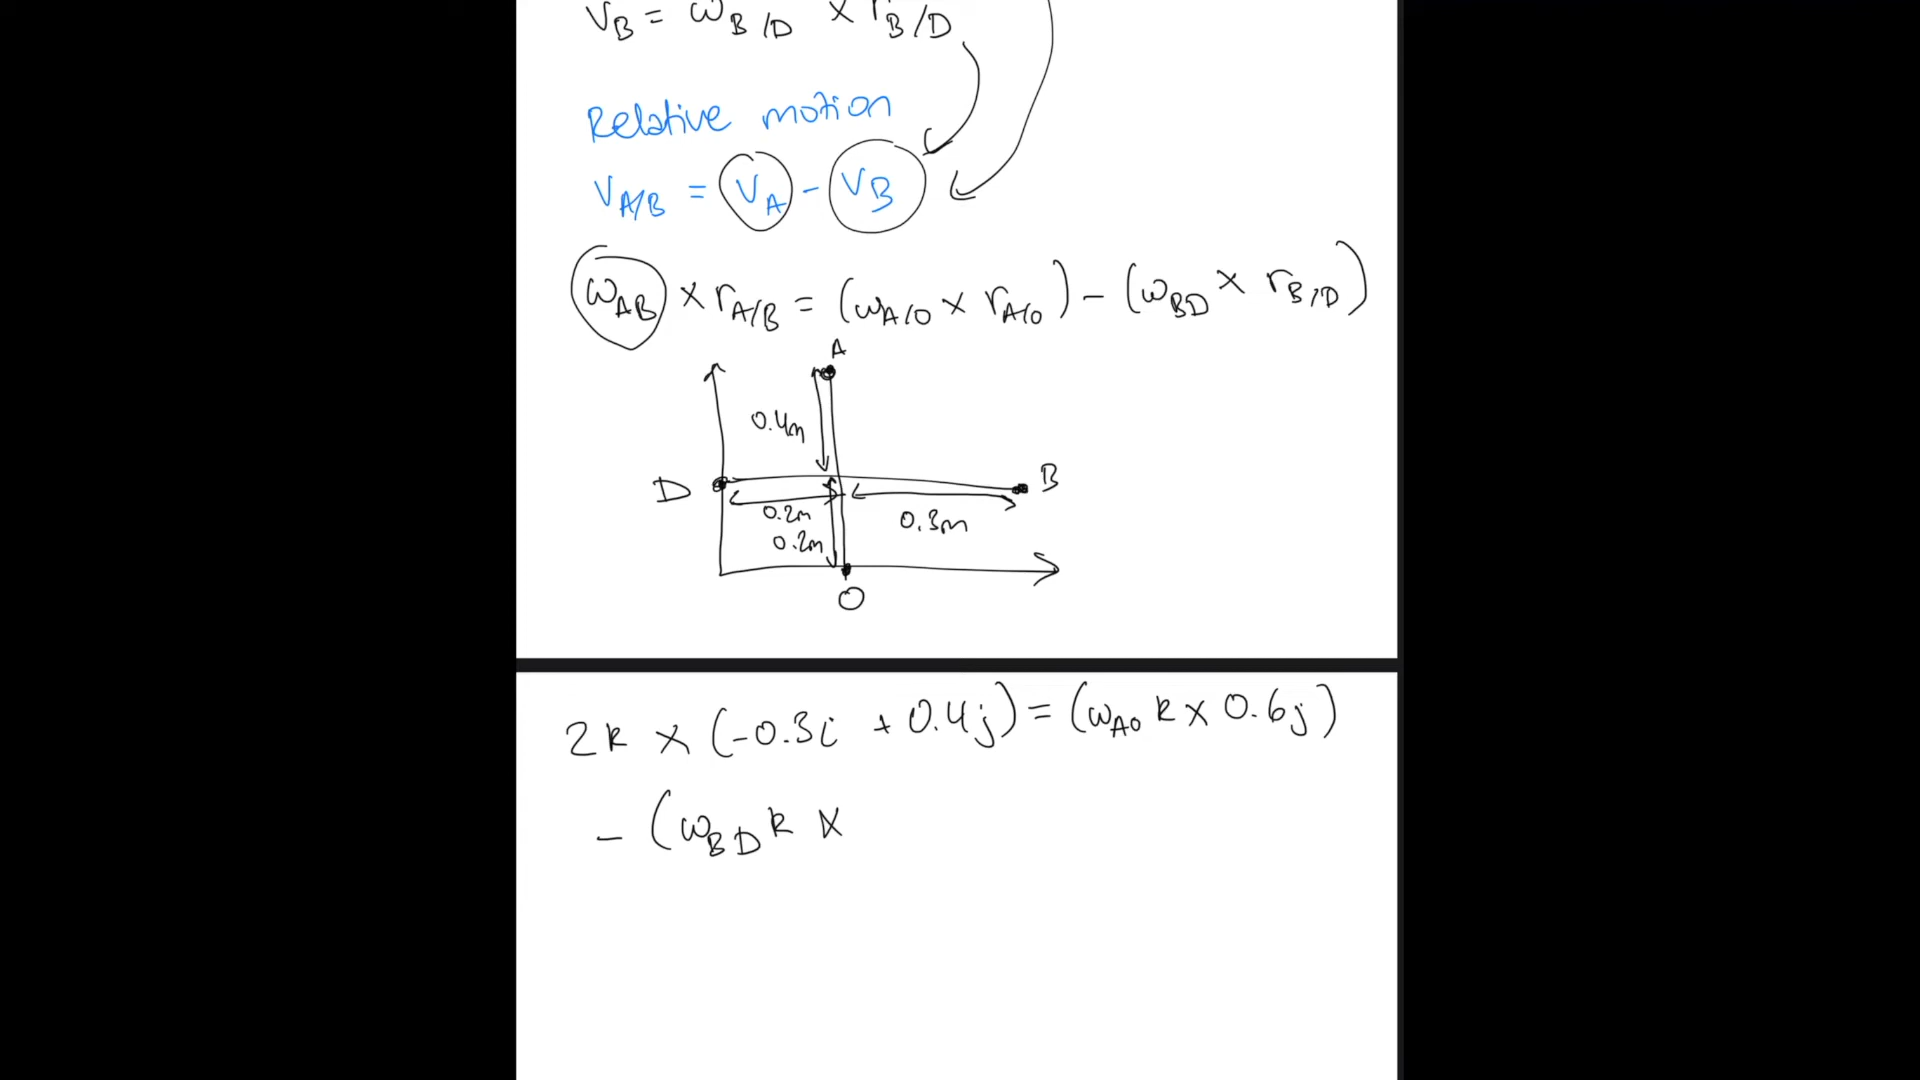 V_B = ω_B/D × r_B/D
Relative motion
V_A/B = V_A - V_B
ω_AB × r_A/B = (ω_A/O × r_A/O) - (ω_BD × r_B/D)
A
0.4m
D
B
0.2m
0.3m
0.2m
O
2k × (-0.3i + 0.4j) = (ω_AO k × 0.6j)
- (ω_BD k ×